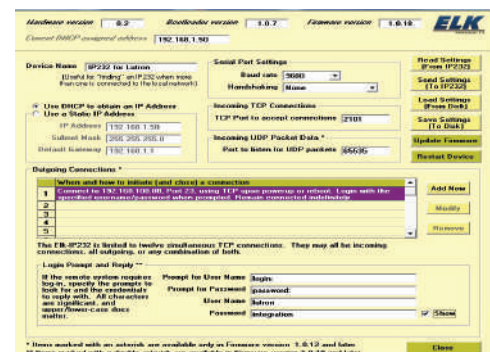 Hardware version 0.2 Bootloader version 1.0.7 Firmware version 1.0.18 ELK
Current DHCP assigned address 192.168.1.90
Device Name IP232 for Lutron
(Useful for "finding" an IP232 when more
than one is connected to the local network)
Use DHCP to obtain an IP Address
Use a Static IP Address
IP Address 192.168.1.50
Subnet Mask 255.255.255.0
Default Gateway 192.168.1.1
Serial Port Settings
Baud rate 9600
Handshaking None
Incoming TCP Connections
TCP Port to accept connections 2101
Incoming UDP Packet Data *
Port to listen for UDP packets 65535
Read Settings
(From IP232)
Send Settings
(To IP232)
Load Settings
(From Disk)
Save Settings
(To Disk)
Update Firmware
Restart Device
Outgoing Connections *
When and how to initiate (and close) a connection
1 Connect to 192.168.100.00, Port 23, using TCP upon powerup or reboot. Login with the
specified username/password when prompted. Remain connected indefinitely
2
3
4
5
Add New
Modify
Remove
The Elk-IP232 is limited to twelve simultaneous TCP connections. They may all be incoming
connections, all outgoing, or any combination of both.
Login Prompt and Reply **
If the remote system requires
log-in, specify the prompts to
look for and the credentials
to reply with. All characters
are significant, and
upper/lower-case does
matter.
Prompt for User Name login:
Prompt for Password password:
User Name lutron
Password integration
Show
* Items marked with an asterisk are available only in Firmware version 1.0.12 and later
Close